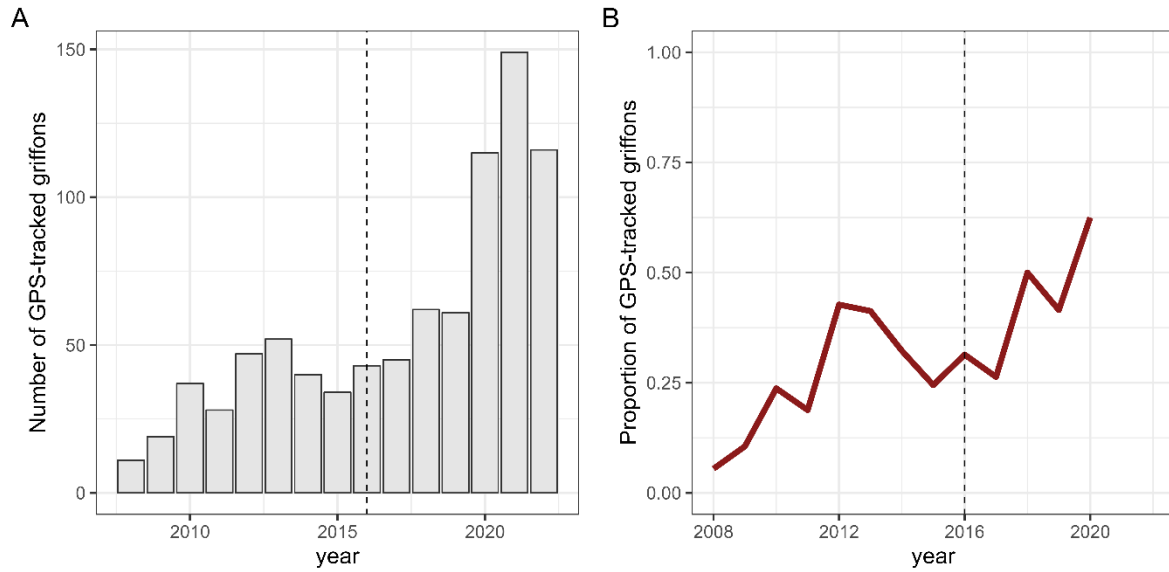 A
Number of GPS-tracked griffons
150
100
50
0
2010
2015
2020
year
B
Proportion of GPS-tracked griffons
1.00
0.75
0.50
0.25
0.00
2008
2012
2016
2020
year